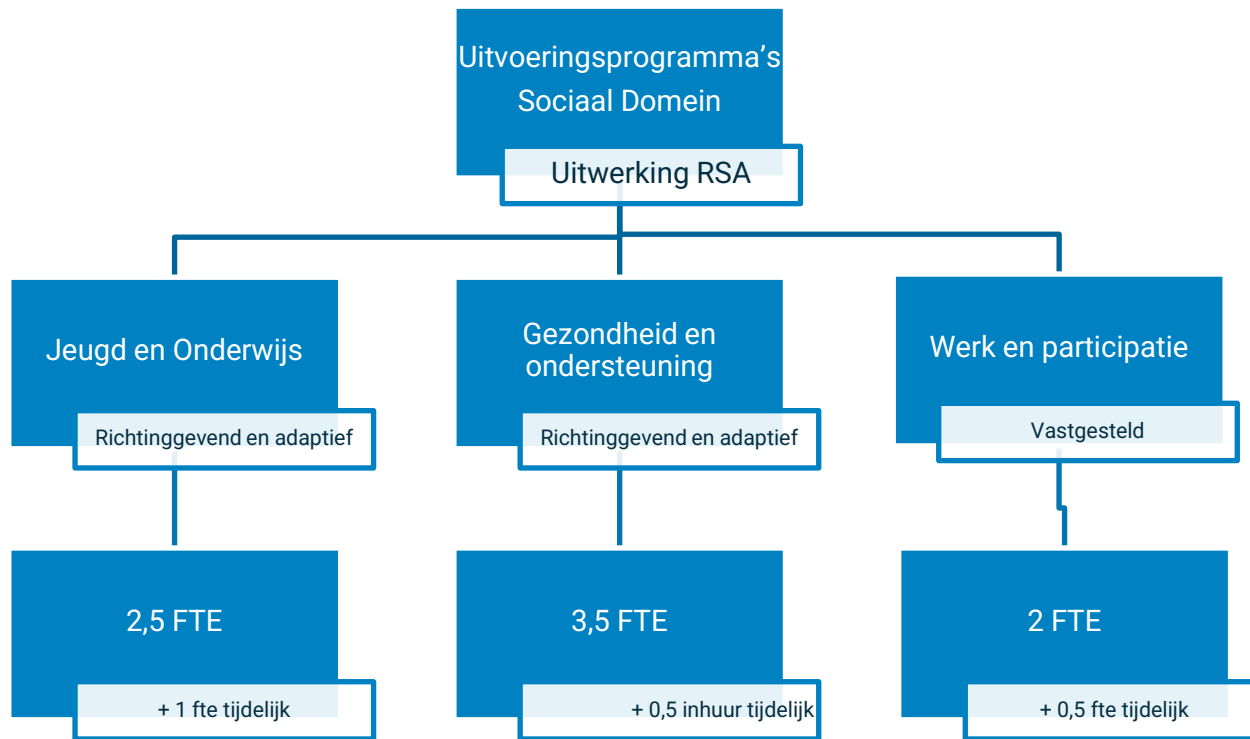 Uitvoeringsprogramma's
Sociaal Domein
Uitwerking RSA
Jeugd en Onderwijs
Richtinggevend en adaptief
Gezondheid en
ondersteuning
Richtinggevend en adaptief
Werk en participatie
Vastgesteld
2,5 FTE
+ 1 fte tijdelijk
3,5 FTE
+ 0,5 inhuur tijdelijk
2 FTE
+ 0,5 fte tijdelijk